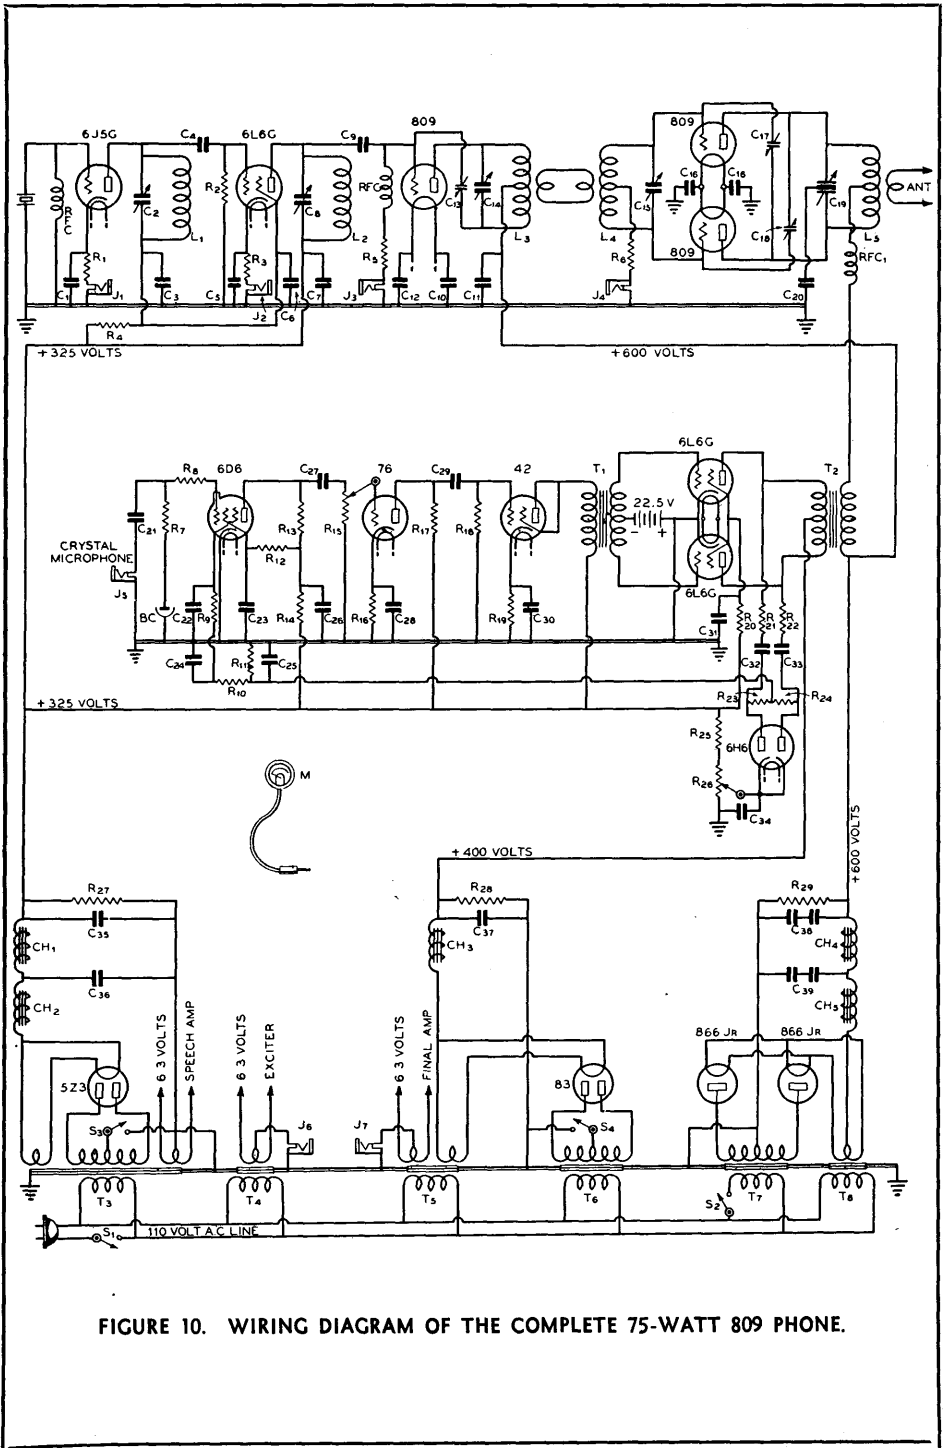 6J5G C4 6L6G C9 809 809 C17
R2 C16 C16
RFC C2 C8 RFC C13 C14 C15 C19 ANT
L1 L2 L3 L4 C18 L5
R1 R3 R5 R6 809 RFC1
C1 J1 C3 C5 J2 C6 C7 J3 C12 C10 C11 J4 C20
R4
+325 VOLTS +600 VOLTS
6L6G
R8 6D6 C27 76 C29 42 T1 T2
22.5 V
C21 R7 R13 R15 R17 R18 - +
CRYSTAL
MICROPHONE R12
J5 6L6G
BC C22 R9 C23 R14 C26 R16 C28 R19 C30 C31 R20 R21 R22
C24 R11 C25 C32 C33
R10
+325 VOLTS R23 R24
R25 6H6
M R26
C34
+400 VOLTS +600 VOLTS
R27 R28 R29
C35 C37 C38
CH1 CH3 CH4
C36 C39
CH2 CH5
5Z3 6 3 VOLTS SPEECH AMP 6 3 VOLTS EXCITER 6 3 VOLTS FINAL AMP 83 866 JR 866 JR
S3 J6 J7 S4
T3 T4 T5 T6 S2 T7 T8
S1 110 VOLT A.C LINE
FIGURE 10. WIRING DIAGRAM OF THE COMPLETE 75-WATT 809 PHONE.